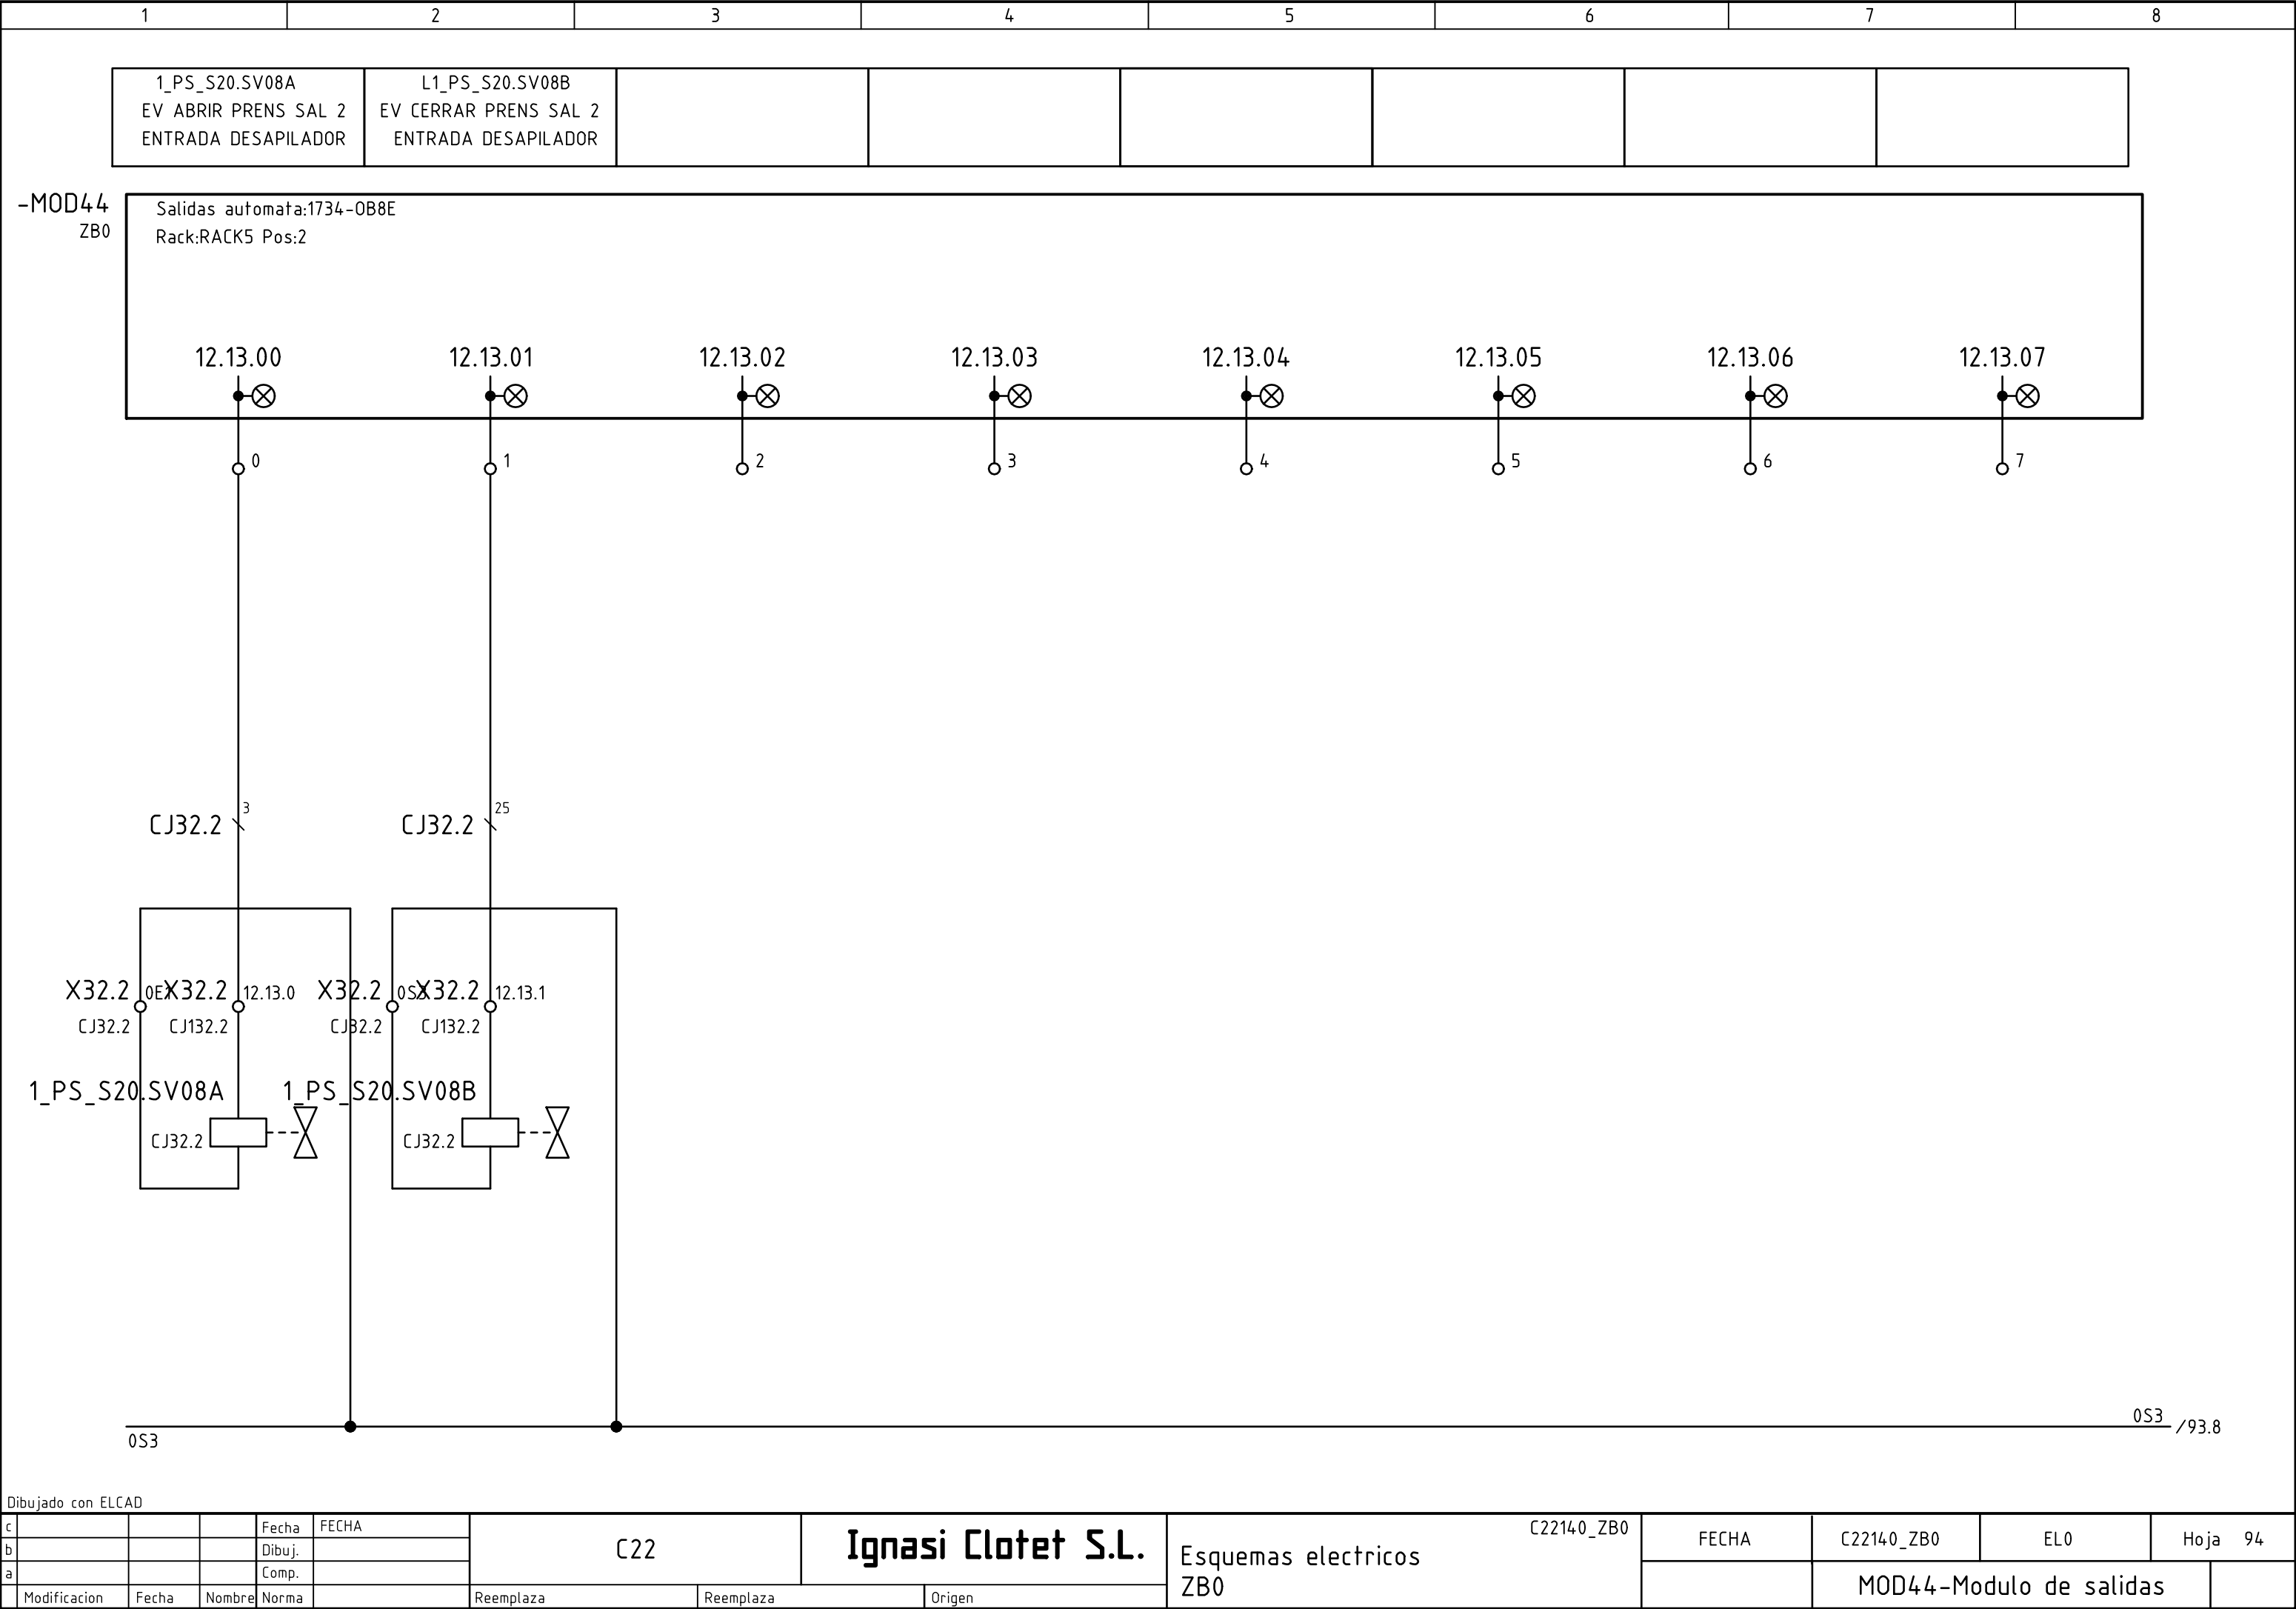 1 2 3 4 5 6 7 8
1_PS_S20.SV08A
EV ABRIR PRENS SAL 2
ENTRADA DESAPILADOR
L1_PS_S20.SV08B
EV CERRAR PRENS SAL 2
ENTRADA DESAPILADOR
-MOD44
ZB0
Salidas automata:1734-OB8E
Rack:RACK5 Pos:2
12.13.00 12.13.01 12.13.02 12.13.03 12.13.04 12.13.05 12.13.06 12.13.07
0 1 2 3 4 5 6 7
3 25
CJ32.2 CJ32.2
X32.2 X32.2 12.13.0 X32.2 0S3 X32.2 12.13.1
CJ32.2 CJ132.2 CJ32.2 CJ132.2
1_PS_S20.SV08A 1_PS_S20.SV08B
CJ32.2 CJ32.2
0S3
0S3 /93.8
Dibujado con ELCAD
c
b
a
Modificacion Fecha Nombre
Fecha FECHA
Dibuj.
Comp.
Norma
C22
Ignasi Clotet S.L.
Reemplaza Reemplaza Origen
C22140_ZB0
Esquemas electricos
ZB0
FECHA C22140_ZB0 EL0 Hoja 94
MOD44-Modulo de salidas